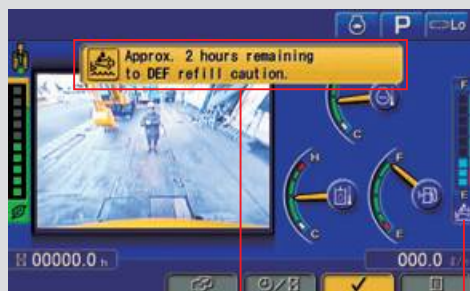 P
Lo
Approx. 2 hours remaining
to DEF refill caution.
F
C
H
F
C
E
E
00000.0 h
000.0